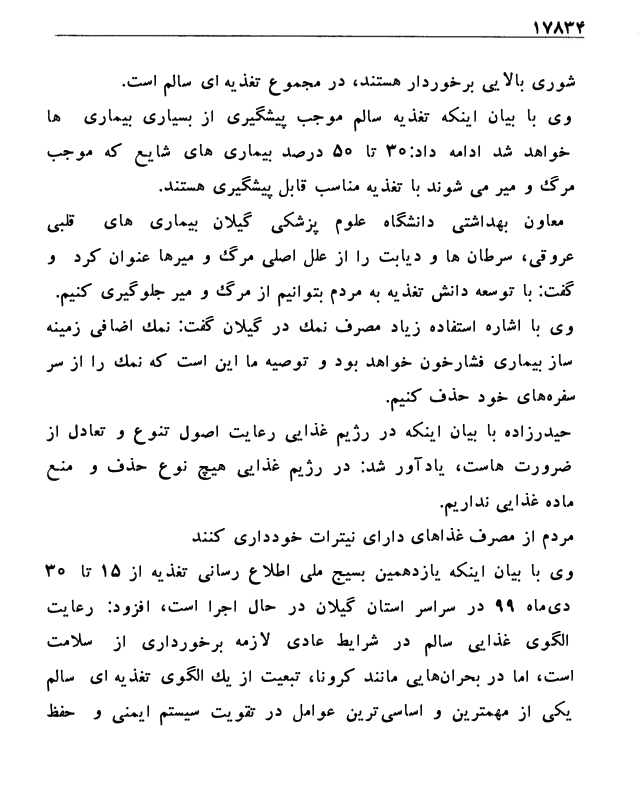 ۱۷۸۳۴
شوری بالایی برخوردار هستند، در مجموع تغذیه ای سالم است.
وی با بیان اینکه تغذیه سالم موجب پیشگیری از بسیاری بیماری ها
خواهد شد ادامه داد:۳۰ تا ۵۰ درصد بیماری های شایع که موجب
مرگ و میر می شوند با تغذیه مناسب قابل پیشگیری هستند.
معاون بهداشتی دانشگاه علوم پزشکی گیلان بیماری های قلبی
عروقی، سرطان ها و دیابت را از علل اصلی مرگ و میرها عنوان کرد و
گفت: با توسعه دانش تغذیه به مردم بتوانیم از مرگ و میر جلوگیری کنیم.
وی با اشاره استفاده زیاد مصرف نمک در گیلان گفت: نمک اضافی زمینه
ساز بیماری فشارخون خواهد بود و توصیه ما این است که نمک را از سر
سفره‌های خود حذف کنیم.
حیدرزاده با بیان اینکه در رژیم غذایی رعایت اصول تنوع و تعادل از
ضرورت هاست، یادآور شد: در رژیم غذایی هیچ نوع حذف و منع
ماده غذایی نداریم.
مردم از مصرف غذاهای دارای نیترات خودداری کنند
وی با بیان اینکه یازدهمین بسیج ملی اطلاع رسانی تغذیه از ۱۵ تا ۳۰
دی‌ماه ۹۹ در سراسر استان گیلان در حال اجرا است، افزود: رعایت
الگوی غذایی سالم در شرایط عادی لازمه برخورداری از سلامت
است، اما در بحران‌هایی مانند کرونا، تبعیت از یک الگوی تغذیه ای سالم
یکی از مهمترین و اساسی‌ترین عوامل در تقویت سیستم ایمنی و حفظ